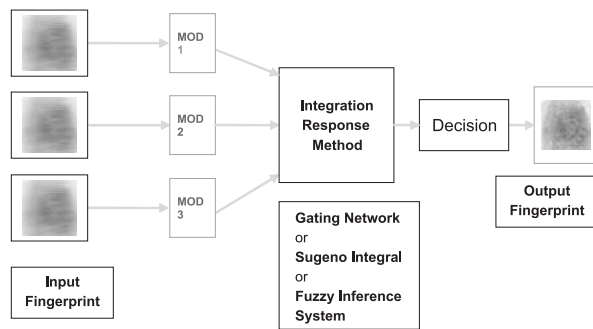 MOD
1
MOD
2
MOD
3
Integration
Response
Method
Decision
Output
Fingerprint
Gating Network
or
Sugeno Integral
or
Fuzzy Inference
System
Input
Fingerprint